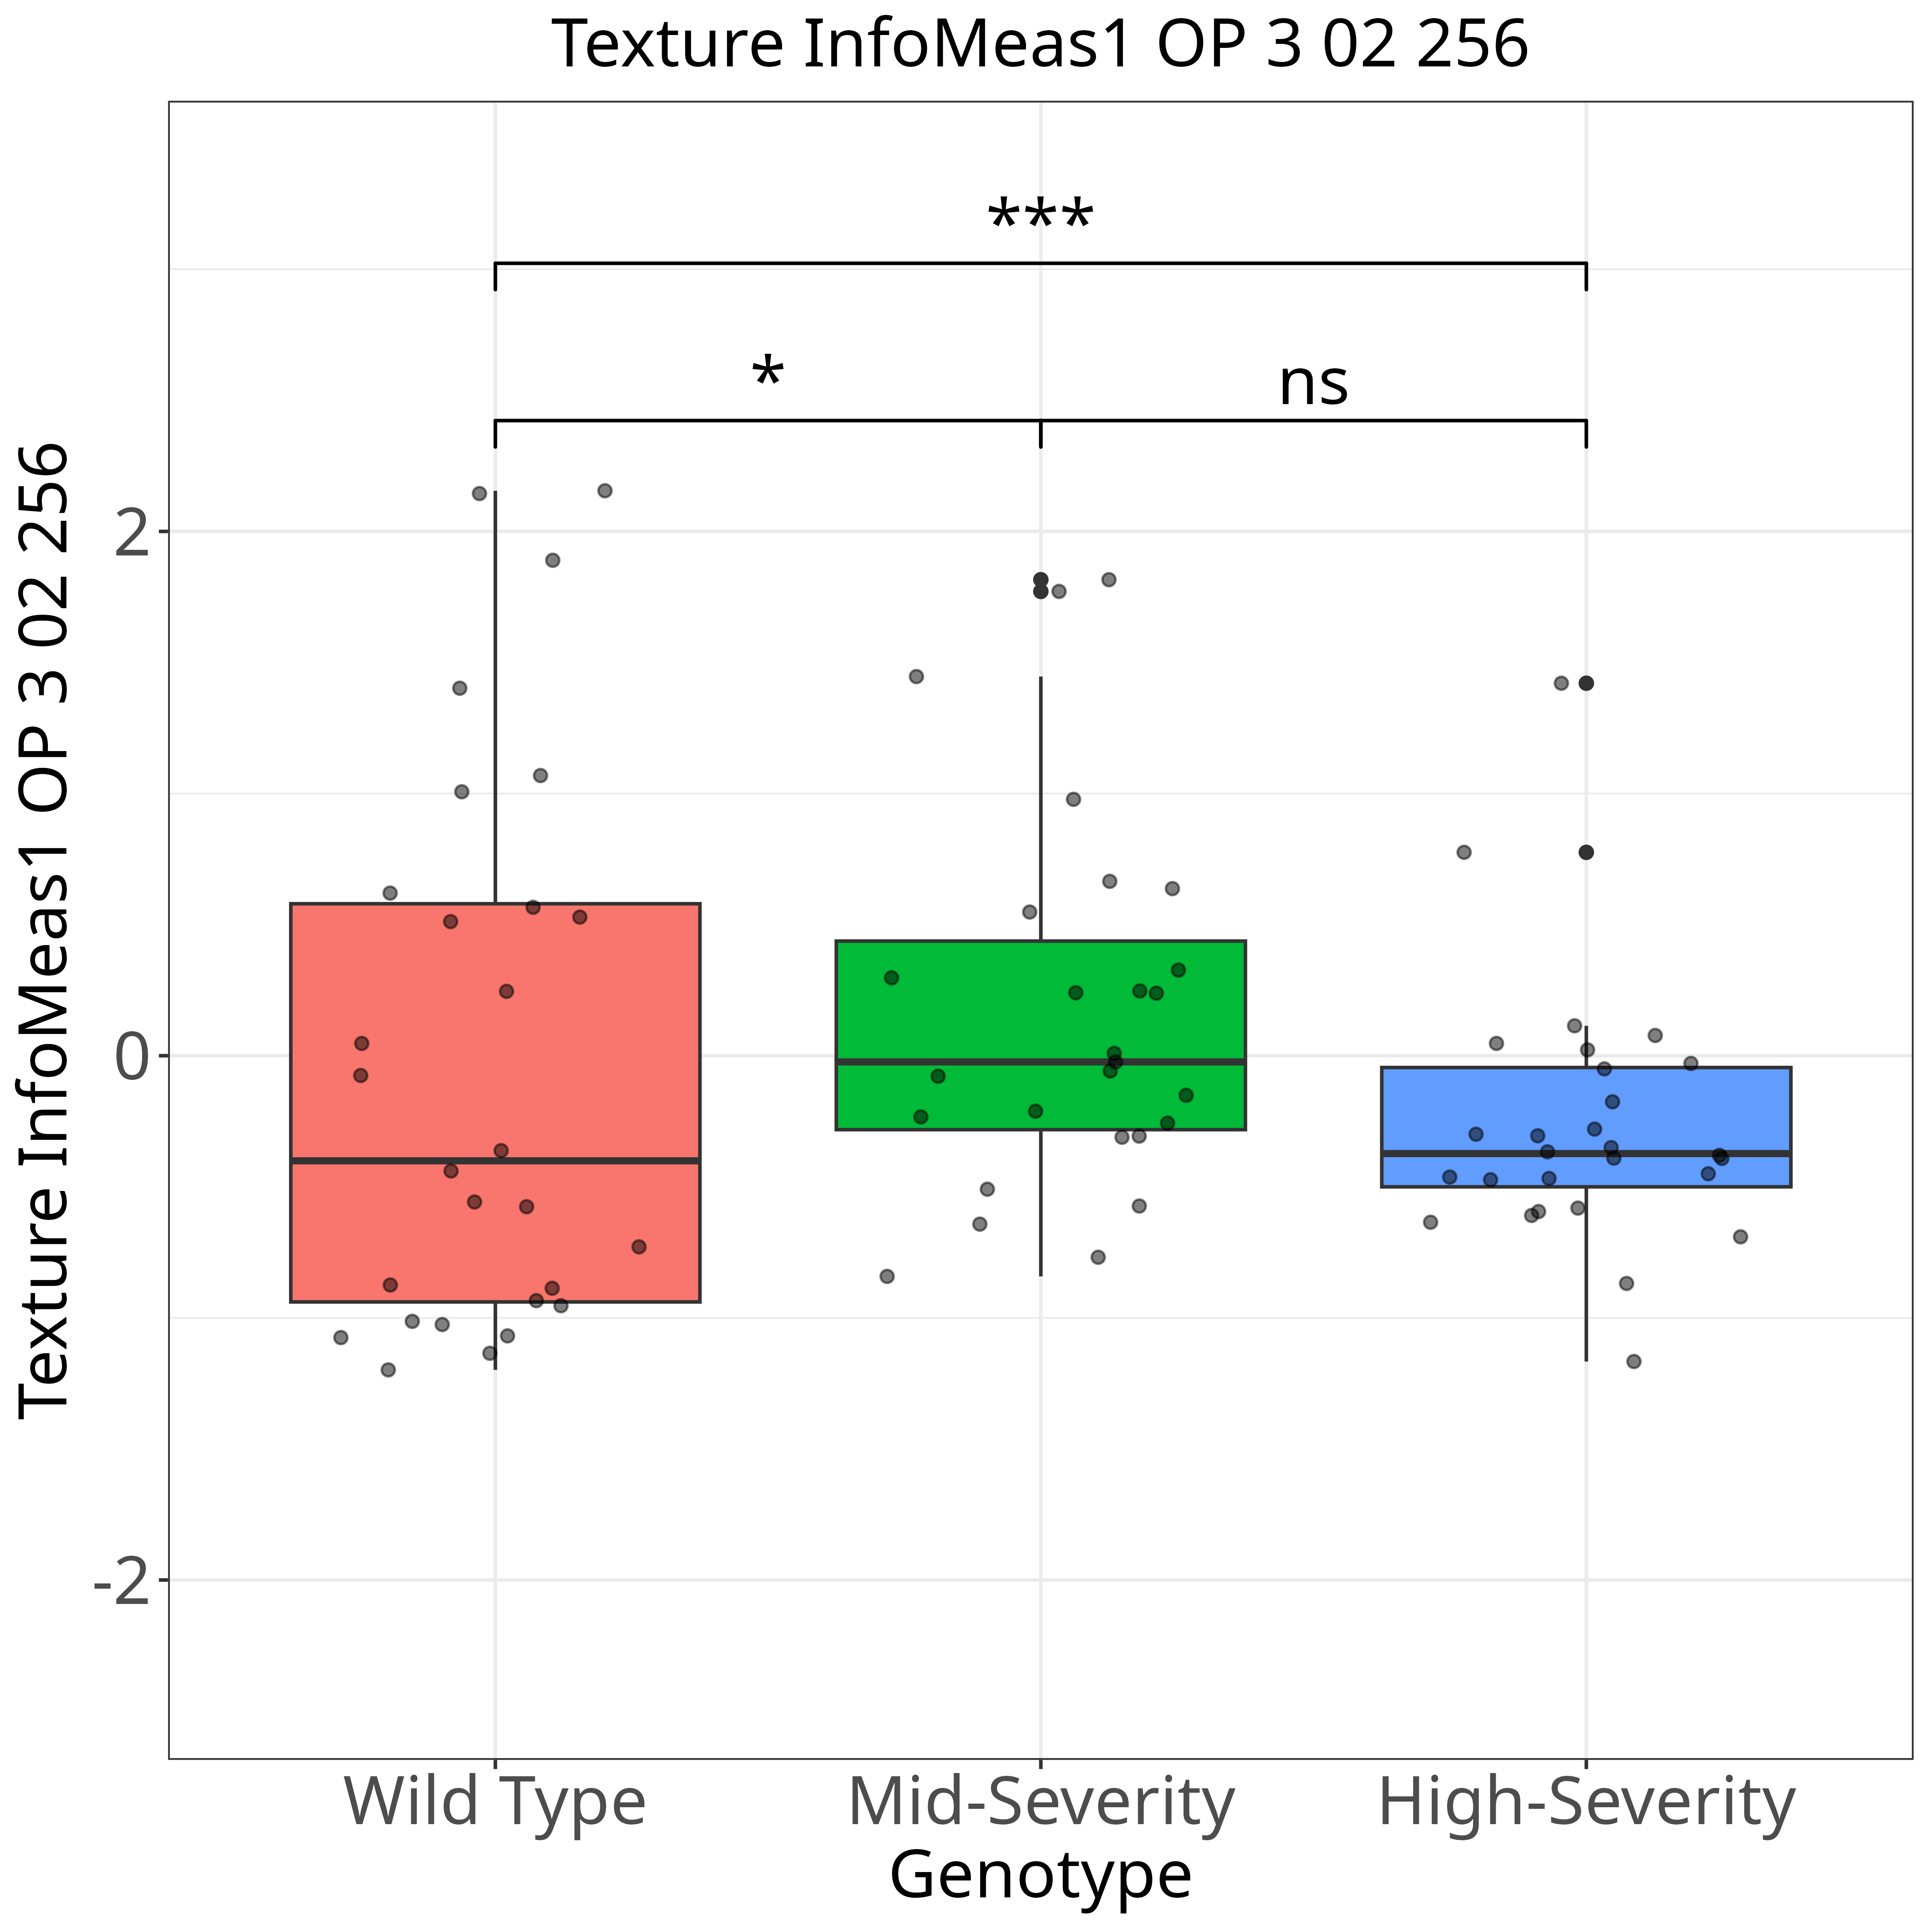 Texture InfoMeas1 OP 3 02 256
***
*
ns
Texture InfoMeas1 OP 3 02 256
2
0
-2
Wild Type
Mid-Severity
High-Severity
Genotype